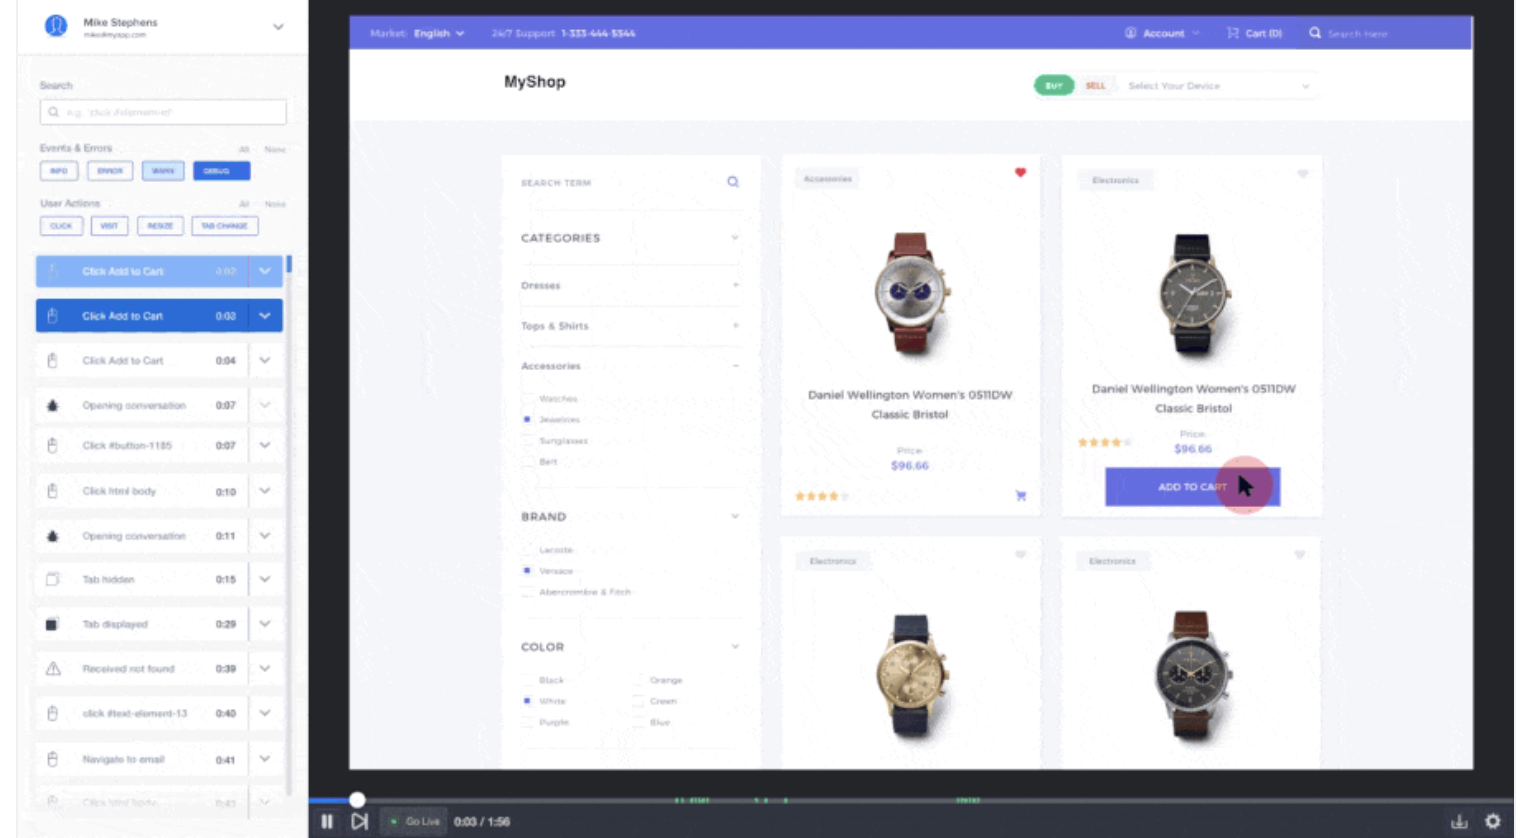 Mike Stephens
mike@myapp.com
Search
Events & Errors All None
INFO ERROR WARN DEBUG
User Actions All None
CLICK VISIT RESIZE TAB CHANGE
Click Add to Cart 0:02
Click Add to Cart 0:03
Click Add to Cart 0:04
Opening conversation 0:07
Click #button-1185 0:07
Click html body 0:10
Opening conversation 0:11
Tab hidden 0:15
Tab displayed 0:29
Received not found 0:39
click #text-element-13 0:40
Navigate to email 0:41
Click html body 0:43
Market: English 24/7 Support 1-333-444-5544 Account Cart (0) Search Here
MyShop BUY SELL Select Your Device
SEARCH TERM
CATEGORIES
Dresses
Tops & Shirts
Accessories
Watches
Jewelries
Sunglasses
Bert
BRAND
Lacoste
Versace
Abercrombie & Fitch
COLOR
Black Orange
White Green
Purple Blue
Accessories
Daniel Wellington Women's 0511DW
Classic Bristol
Price
$96.66
Electronics
Daniel Wellington Women's 0511DW
Classic Bristol
Price
$96.66
ADD TO CART
Electronics
Electronics
Go Live 0:03 / 1:56